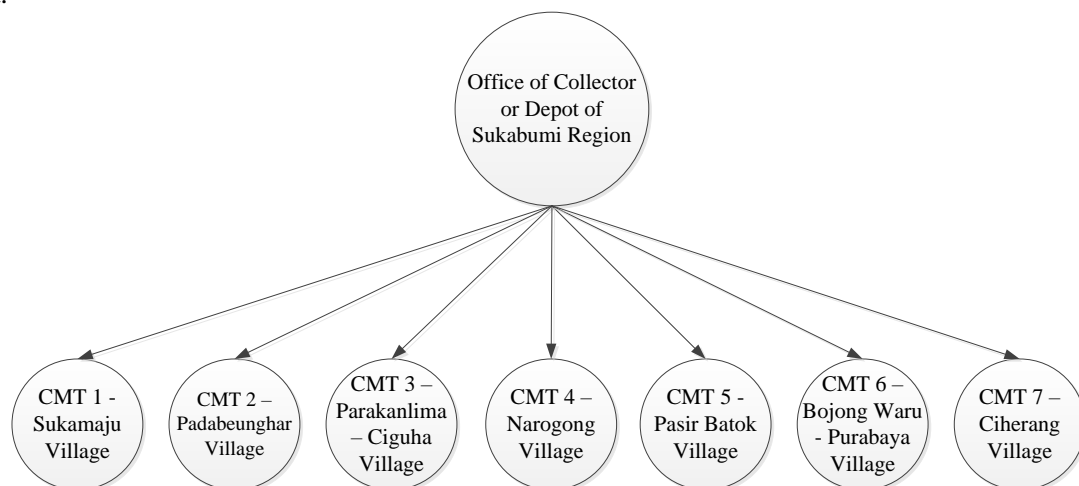 Office of Collector
or Depot of
Sukabumi Region
CMT 1 -
Sukamaju
Village
CMT 2 –
Padabeunghar
Village
CMT 3 –
Parakanlima
– Ciguha
Village
CMT 4 –
Narogong
Village
CMT 5 -
Pasir Batok
Village
CMT 6 –
Bojong Waru
- Purabaya
Village
CMT 7 –
Ciherang
Village